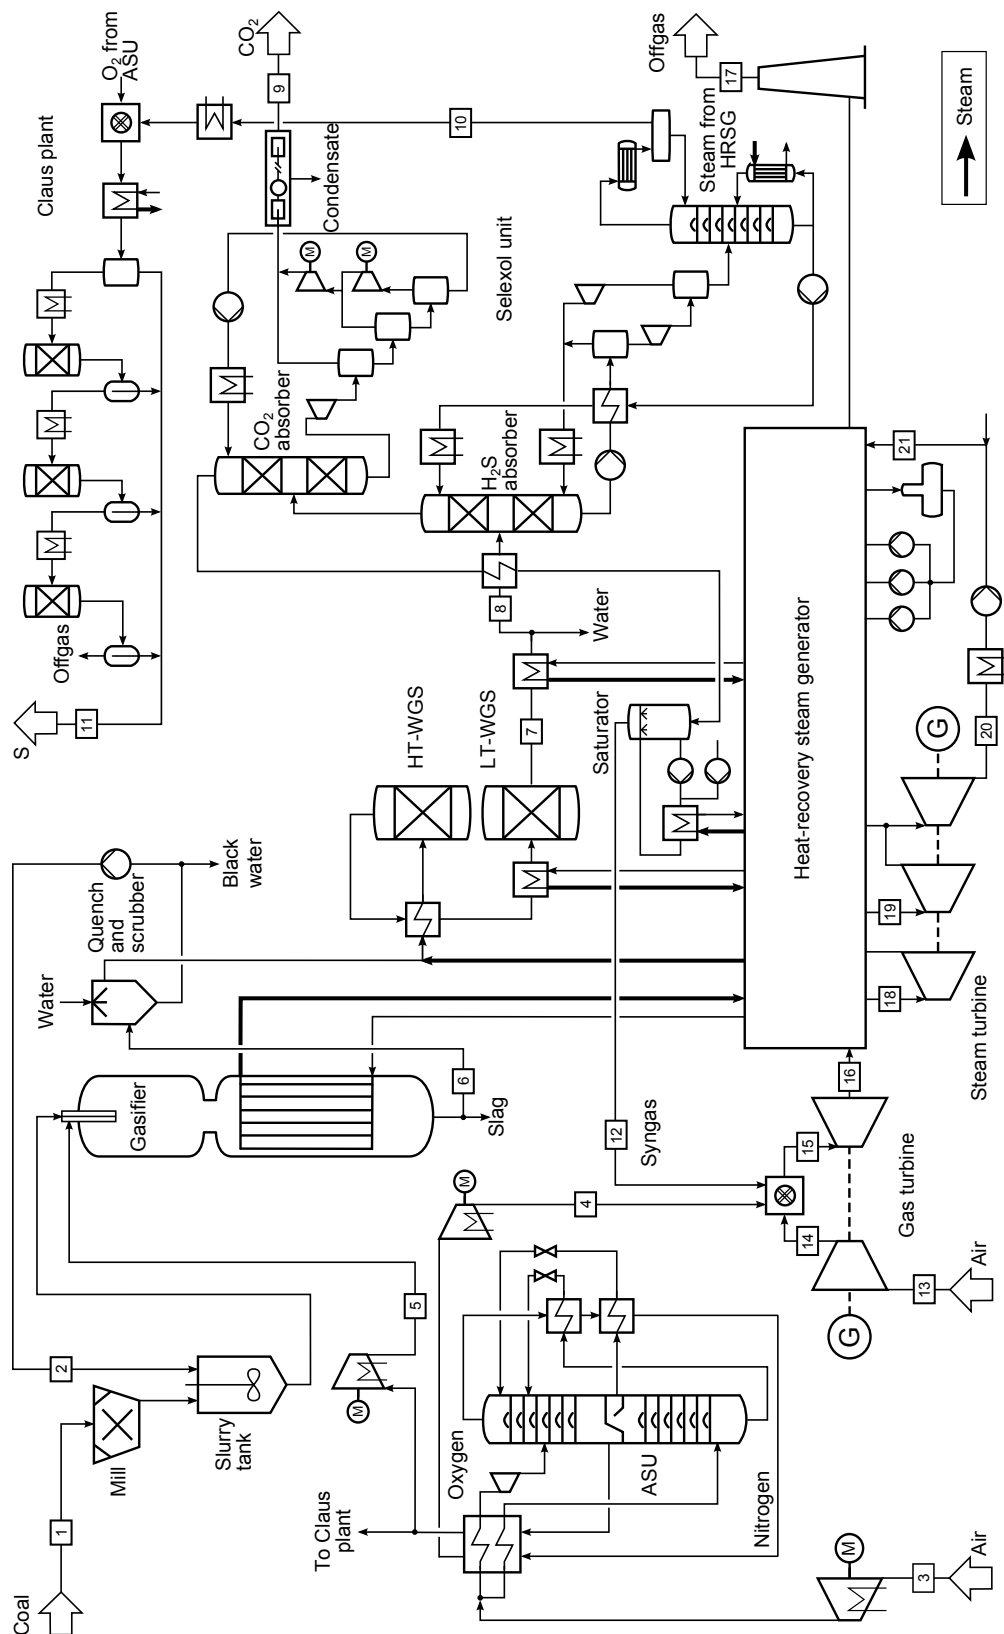 Coal
1
Mill
2
Slurry
tank
Gasifier
Slag
6
5
Water
Quench
and
scrubber
Black
water
S
11
Offgas
Claus plant
O2 from
ASU
CO2
9
Condensate
10
M
M
Selexol unit
CO2
absorber
H2S
absorber
Steam from
HRSG
Offgas
17
Steam
HT-WGS
LT-WGS
7
8
Water
Saturator
To Claus
plant
Oxygen
ASU
Nitrogen
M
M
4
12
Syngas
M
3
Air
G
13
Air
14
15
Gas turbine
16
Heat-recovery steam generator
18
19
Steam turbine
G
20
21